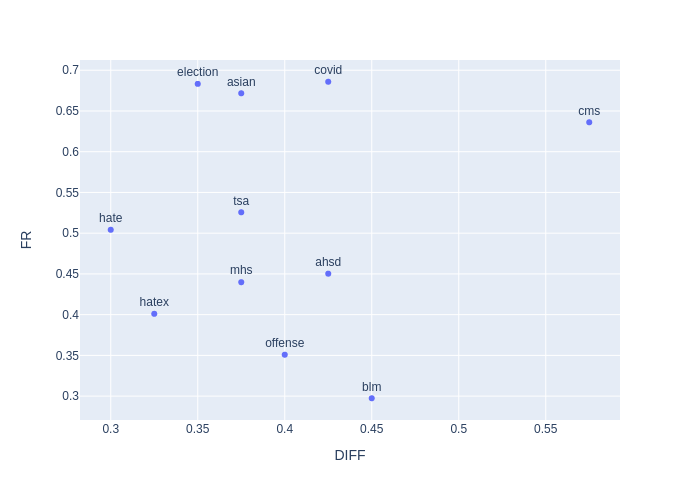 0.7
0.65
0.6
0.55
0.5
0.45
0.4
0.35
0.3
FR
election
asian
covid
cms
tsa
hate
mhs
ahsd
hatex
offense
blm
0.3
0.35
0.4
0.45
0.5
0.55
DIFF